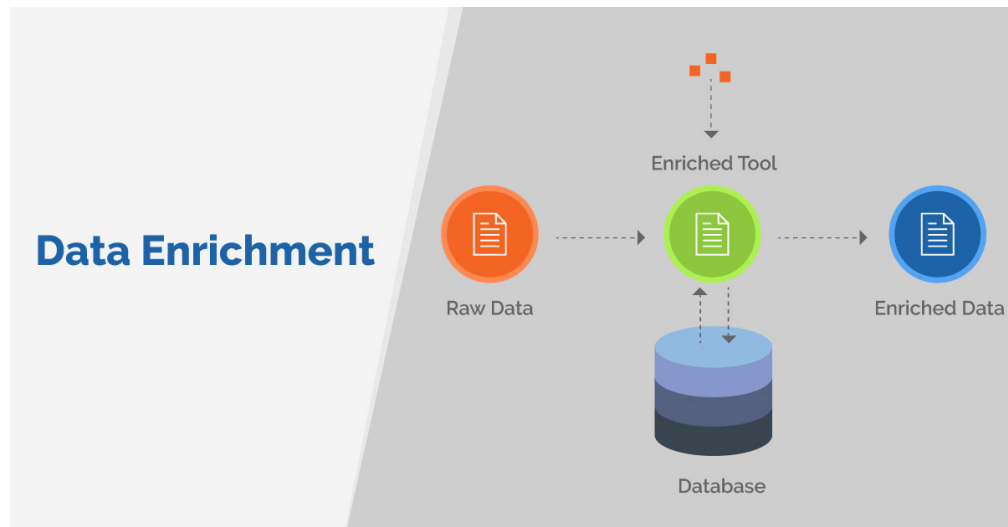 Data Enrichment
Enriched Tool
Raw Data
Enriched Data
Database